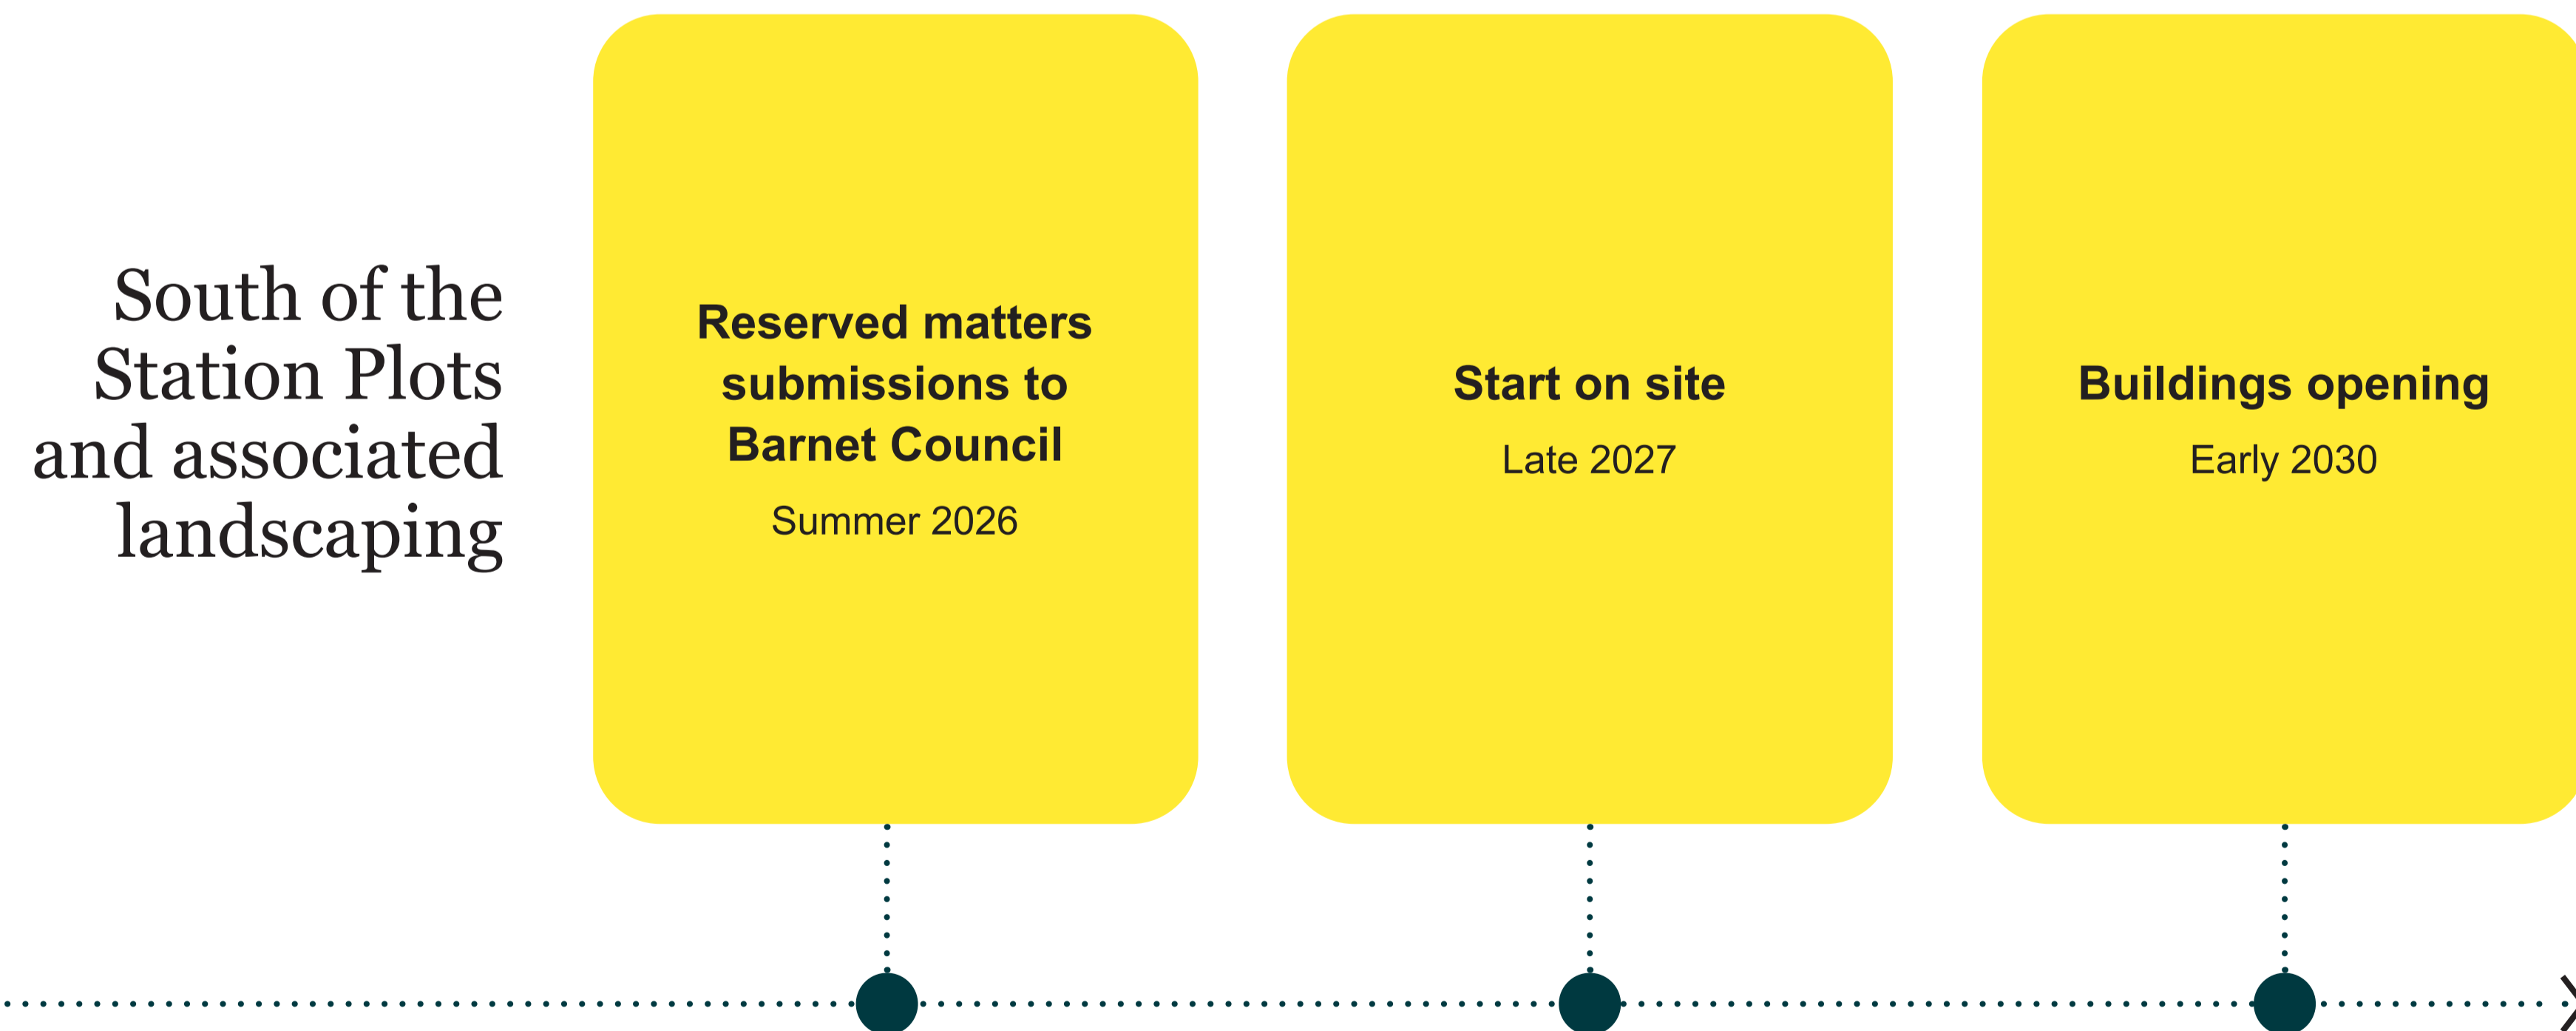 South of the
Station Plots
and associated
landscaping
Reserved matters
submissions to
Barnet Council
Summer 2026
Start on site
Late 2027
Buildings opening
Early 2030